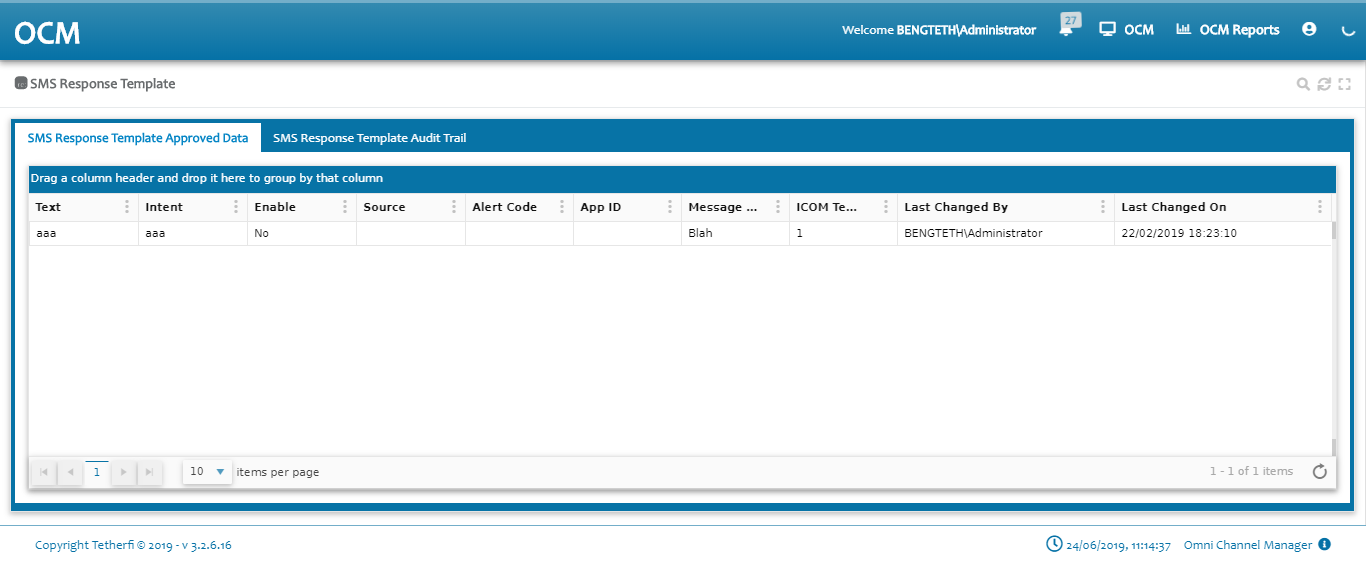 OCM
Welcome BENGTETH\Administrator
27
OCM
OCM Reports
SMS Response Template
SMS Response Template Approved Data
SMS Response Template Audit Trail
Drag a column header and drop it here to group by that column
Text Intent Enable Source Alert Code App ID Message ... ICOM Te... Last Changed By Last Changed On
aaa aaa No Blah 1 BENGTETH\Administrator 22/02/2019 18:23:10
1 10 items per page 1 - 1 of 1 items
Copyright Tetherfi © 2019 - v 3.2.6.16 24/06/2019, 11:14:37 Omni Channel Manager